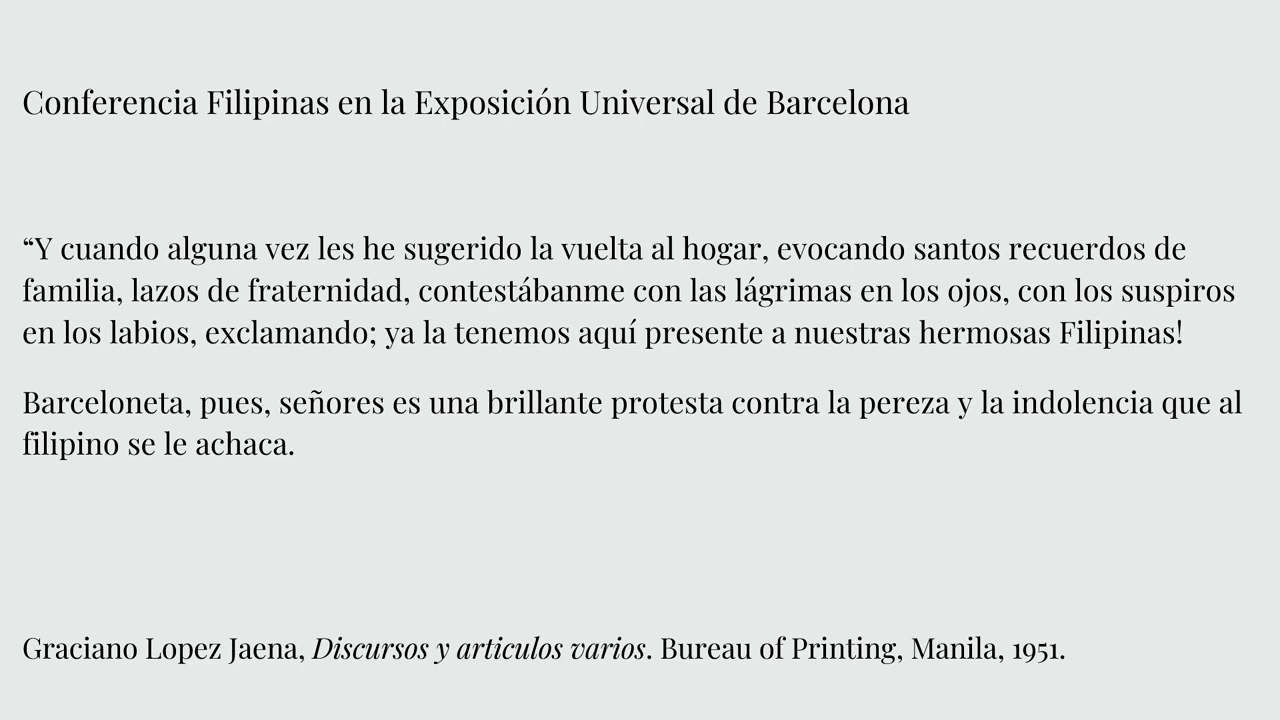 Conferencia Filipinas en la Exposición Universal de Barcelona
“Y cuando alguna vez les he sugerido la vuelta al hogar, evocando santos recuerdos de
familia, lazos de fraternidad, contestábanme con las lágrimas en los ojos, con los suspiros
en los labios, exclamando; ya la tenemos aquí presente a nuestras hermosas Filipinas!
Barceloneta, pues, señores es una brillante protesta contra la pereza y la indolencia que al
filipino se le achaca.
Graciano Lopez Jaena, Discursos y articulos varios. Bureau of Printing, Manila, 1951.